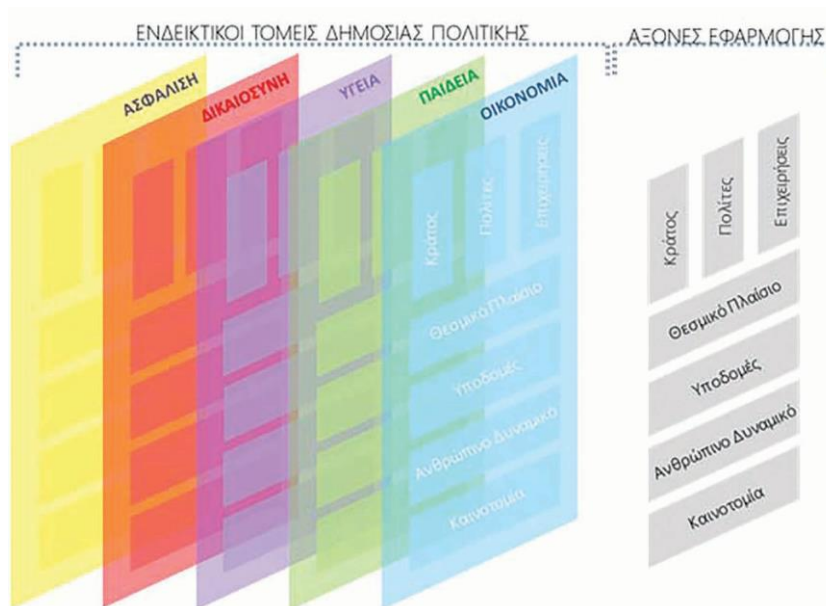 ΕΝΔΕΙΚΤΙΚΟΙ ΤΟΜΕΙΣ ΔΗΜΟΣΙΑΣ ΠΟΛΙΤΙΚΗΣ
ΑΞΟΝΕΣ ΕΦΑΡΜΟΓΗΣ
ΑΣΦΑΛΙΣΗ
ΔΙΚΑΙΟΣΥΝΗ
ΥΓΕΙΑ
ΠΑΙΔΕΙΑ
ΟΙΚΟΝΟΜΙΑ
Κράτος
Πολίτες
Επιχειρήσεις
Θεσμικό Πλαίσιο
Υποδομές
Ανθρώπινο Δυναμικό
Καινοτομία
Κράτος
Πολίτες
Επιχειρήσεις
Θεσμικό Πλαίσιο
Υποδομές
Ανθρώπινο Δυναμικό
Καινοτομία